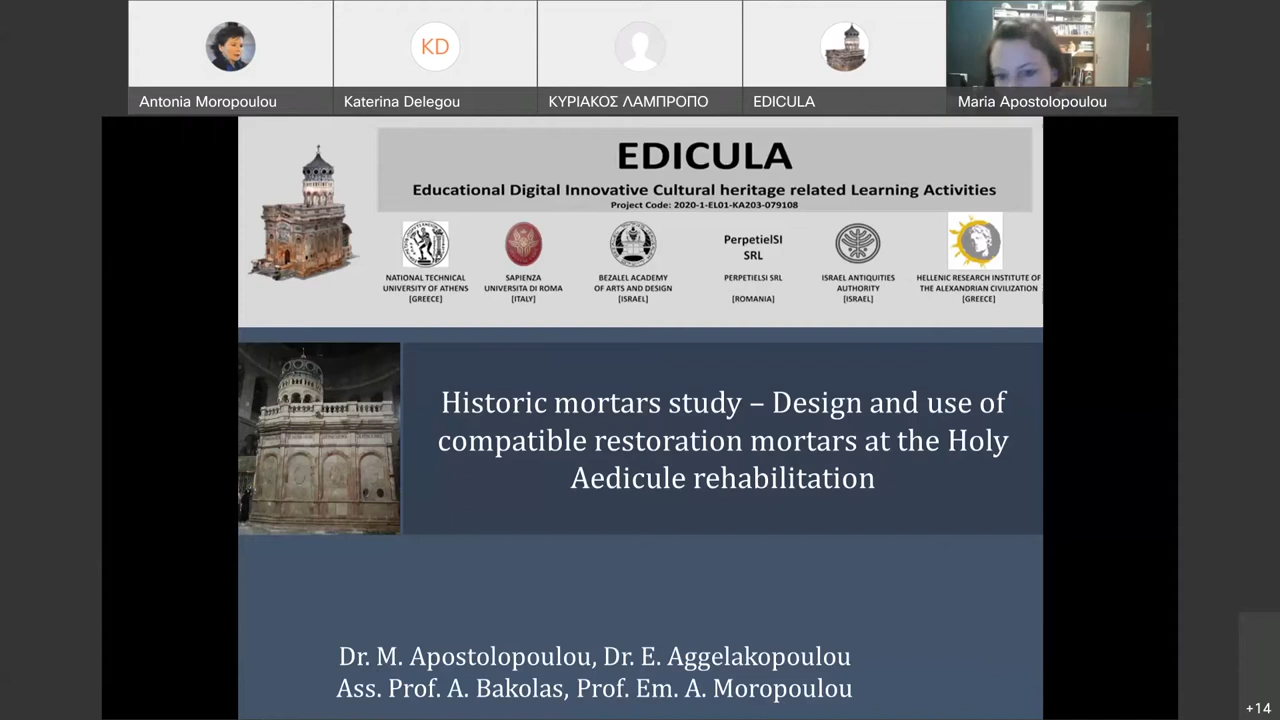 KD
Antonia Moropoulou
Katerina Delegou
ΚΥΡΙΑΚΟΣ ΛΑΜΠΡΟΠΟ
EDICULA
Maria Apostolopoulou
EDICULA
Educational Digital Innovative Cultural heritage related Learning Activities
Project Code: 2020-1-EL01-KA203-079108
PerpetielSI
SRL
NATIONAL TECHNICAL
UNIVERSITY OF ATHENS
[GREECE]
SAPIENZA
UNIVERSITA DI ROMA
[ITALY]
BEZALEL ACADEMY
OF ARTS AND DESIGN
[ISRAEL]
PERPETIELSI SRL
[ROMANIA]
ISRAEL ANTIQUITIES
AUTHORITY
[ISRAEL]
HELLENIC RESEARCH INSTITUTE OF
THE ALEXANDRIAN CIVILIZATION
[GREECE]
Historic mortars study – Design and use of
compatible restoration mortars at the Holy
Aedicule rehabilitation
Dr. M. Apostolopoulou, Dr. E. Aggelakopoulou
Ass. Prof. A. Bakolas, Prof. Em. A. Moropoulou
+14